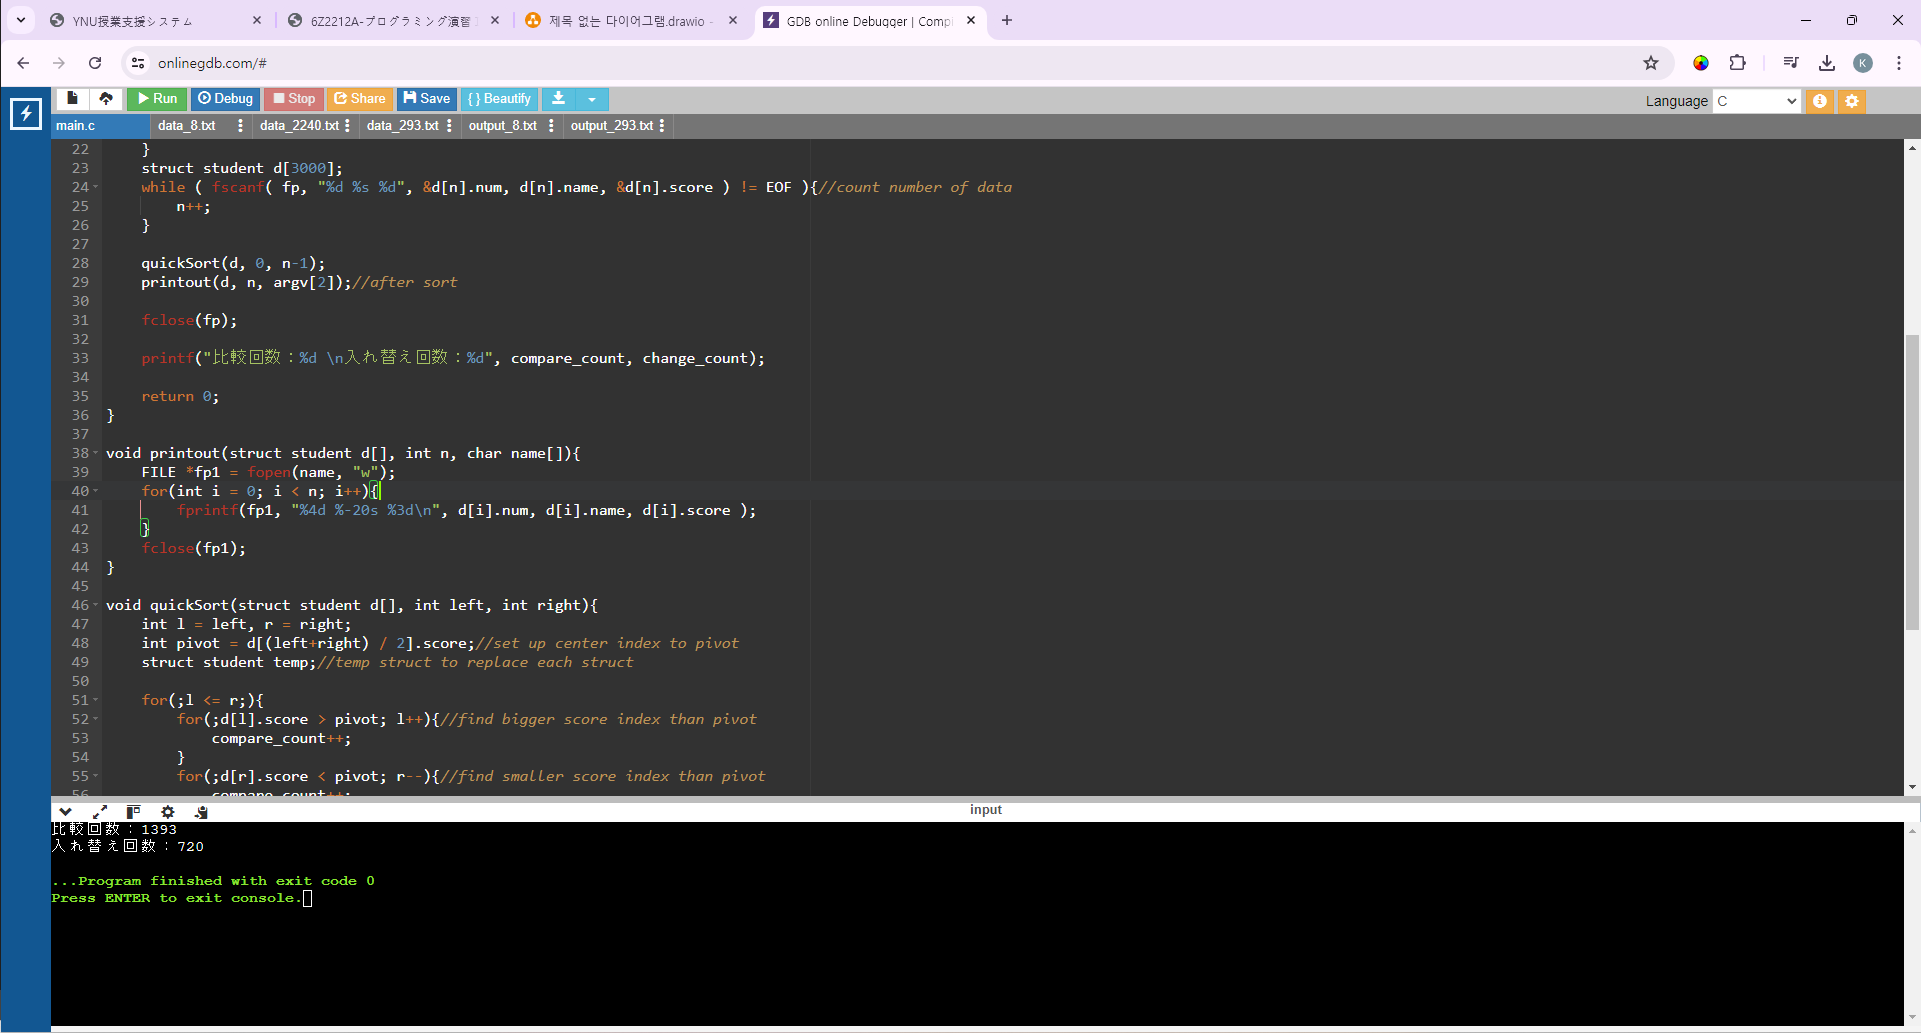 YNU授業支援システム
6Z2212A-プログラミング演習
제목 없는 다이어그램.drawio -
GDB online Debugger | Compi
onlinegdb.com/#
K
Run
Debug
Stop
Share
Save
{ } Beautify
Language
C
main.c
data_8.txt
data_2240.txt
data_293.txt
output_8.txt
output_293.txt
22 }
23 struct student d[3000];
24 while ( fscanf( fp, "%d %s %d", &d[n].num, d[n].name, &d[n].score ) != EOF ){//count number of data
25 n++;
26 }
27
28 quickSort(d, 0, n-1);
29 printout(d, n, argv[2]);//after sort
30
31 fclose(fp);
32
33 printf("比較回数：%d \n入れ替え回数：%d", compare_count, change_count);
34
35 return 0;
36 }
37
38 void printout(struct student d[], int n, char name[]){
39 FILE *fp1 = fopen(name, "w");
40 for(int i = 0; i < n; i++){
41 fprintf(fp1, "%4d %-20s %3d\n", d[i].num, d[i].name, d[i].score );
42 }
43 fclose(fp1);
44 }
45
46 void quickSort(struct student d[], int left, int right){
47 int l = left, r = right;
48 int pivot = d[(left+right) / 2].score;//set up center index to pivot
49 struct student temp;//temp struct to replace each struct
50
51 for(;l <= r;){
52 for(;d[l].score > pivot; l++){//find bigger score index than pivot
53 compare_count++;
54 }
55 for(;d[r].score < pivot; r--){//find smaller score index than pivot
56 compare_count++;
input
比較回数：1393
入れ替え回数：720
...Program finished with exit code 0
Press ENTER to exit console.